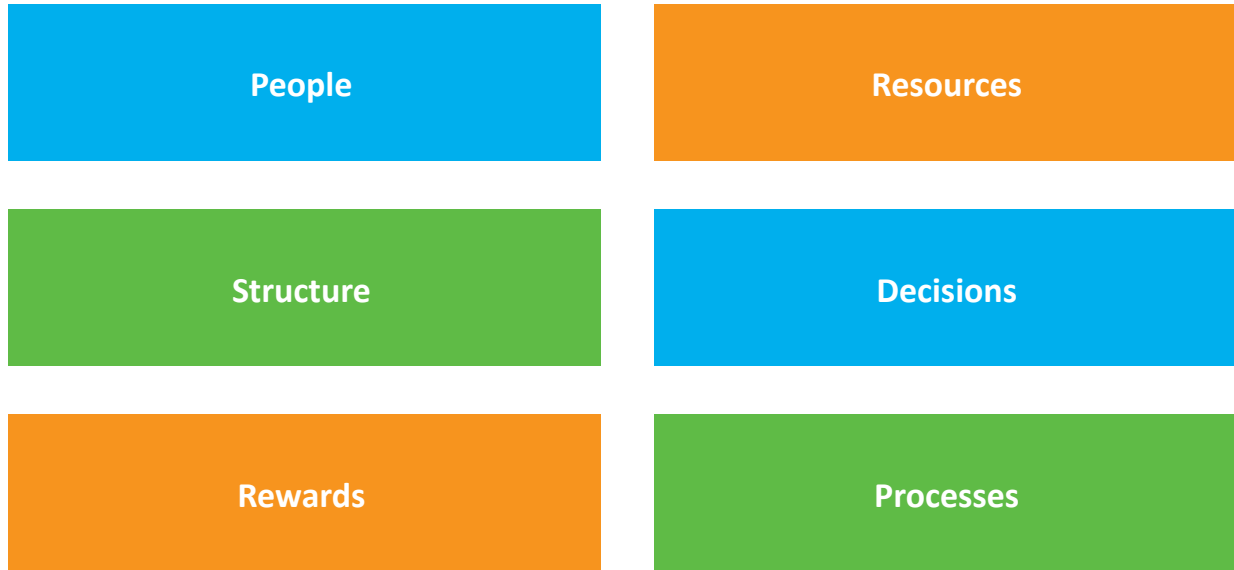 People
Resources
Structure
Decisions
Rewards
Processes